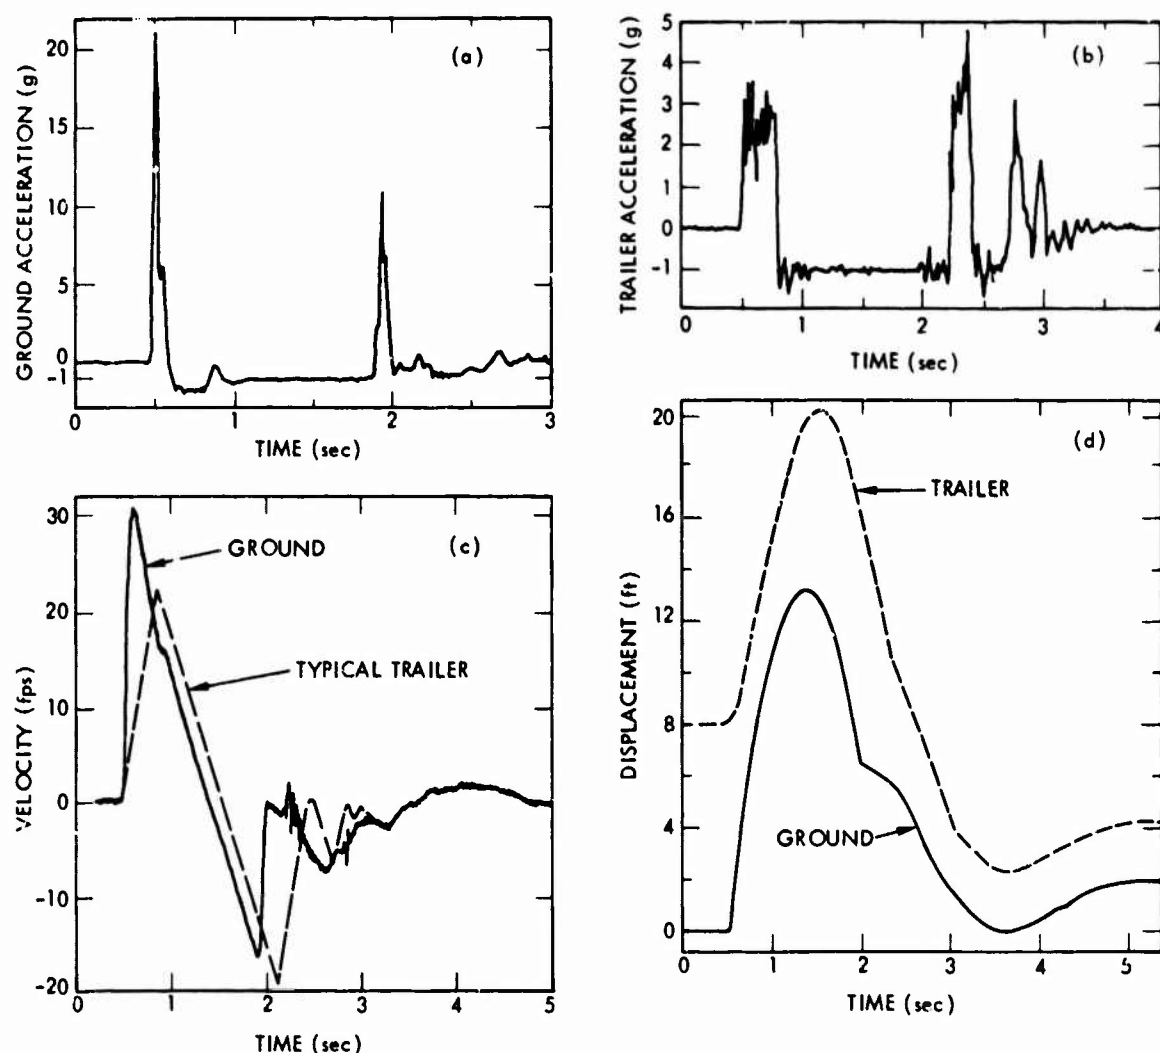 (a)
GROUND ACCELERATION (g)
20
15
10
5
0
-1
0 1 2 3
TIME (sec)
(b)
TRAILER ACCELERATION (g)
5
4
3
2
1
0
-1
0 1 2 3 4
TIME (sec)
(c)
VELOCITY (fps)
30
20
10
0
-10
-20
GROUND
TYPICAL TRAILER
0 1 2 3 4 5
TIME (sec)
(d)
DISPLACEMENT (ft)
20
16
12
8
4
0
TRAILER
GROUND
0 1 2 3 4 5
TIME (sec)